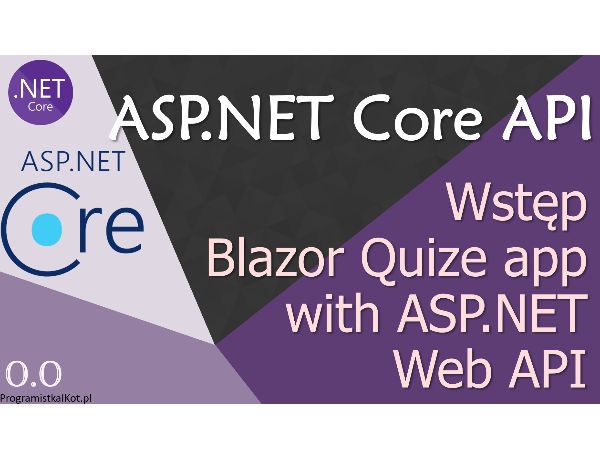 .NET
Core
ASP.NET Core API
ASP.NET
Core
Wstęp
Blazor Quize app
with ASP.NET
Web API
0.0
ProgramistkaIKot.pl